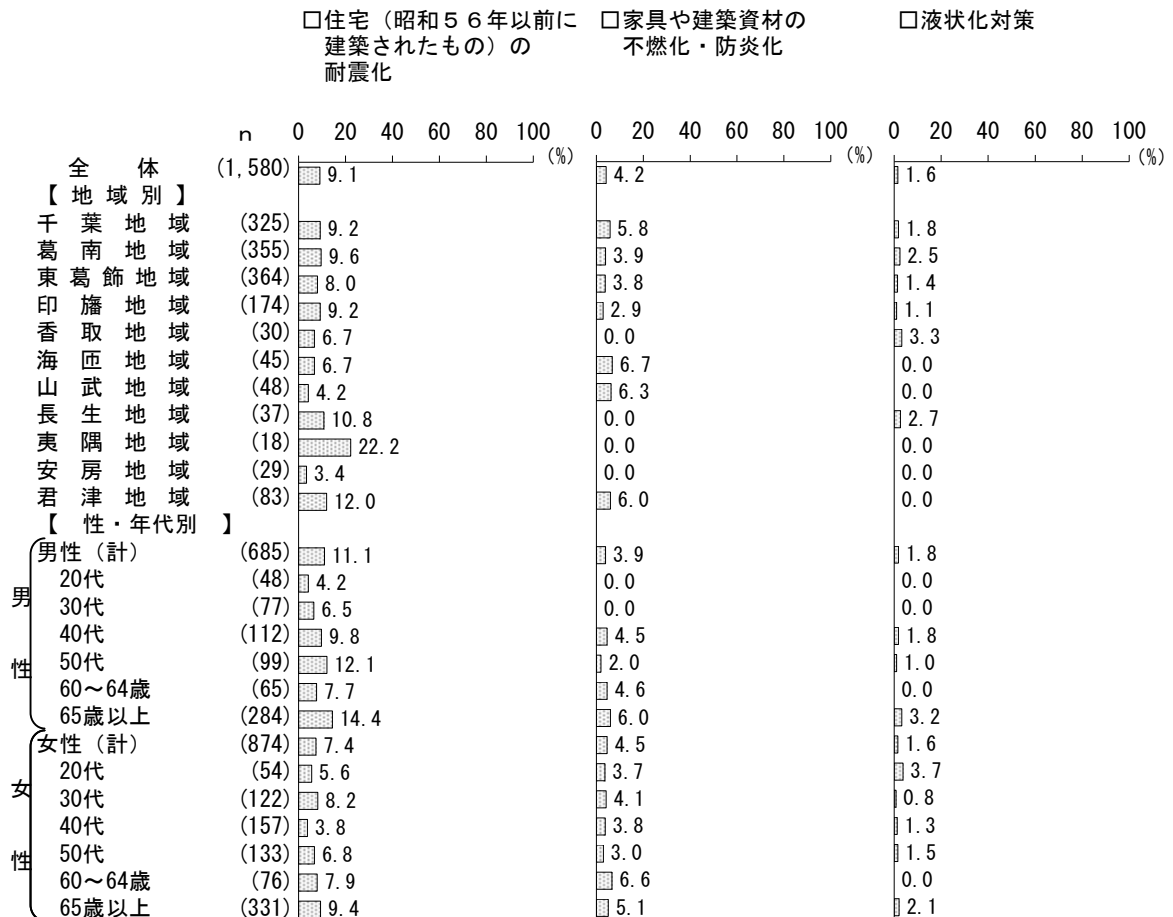 □住宅（昭和５６年以前に
建築されたもの）の
耐震化
□家具や建築資材の
不燃化・防炎化
□液状化対策
n 0 20 40 60 80 100 0 20 40 60 80 100 0 20 40 60 80 100
(%) (%) (%)
全体 (1,580) 9.1 4.2 1.6
【地域別】
千葉地域 (325) 9.2 5.8 1.8
葛南地域 (355) 9.6 3.9 2.5
東葛飾地域 (364) 8.0 3.8 1.4
印旛地域 (174) 9.2 2.9 1.1
香取地域 (30) 6.7 0.0 3.3
海匝地域 (45) 6.7 6.7 0.0
山武地域 (48) 4.2 6.3 0.0
長生地域 (37) 10.8 0.0 2.7
夷隅地域 (18) 22.2 0.0 0.0
安房地域 (29) 3.4 0.0 0.0
君津地域 (83) 12.0 6.0 0.0
【性・年代別】
男性
男性（計） (685) 11.1 3.9 1.8
20代 (48) 4.2 0.0 0.0
30代 (77) 6.5 0.0 0.0
40代 (112) 9.8 4.5 1.8
50代 (99) 12.1 2.0 1.0
60～64歳 (65) 7.7 4.6 0.0
65歳以上 (284) 14.4 6.0 3.2
女性
女性（計） (874) 7.4 4.5 1.6
20代 (54) 5.6 3.7 3.7
30代 (122) 8.2 4.1 0.8
40代 (157) 3.8 3.8 1.3
50代 (133) 6.8 3.0 1.5
60～64歳 (76) 7.9 6.6 0.0
65歳以上 (331) 9.4 5.1 2.1